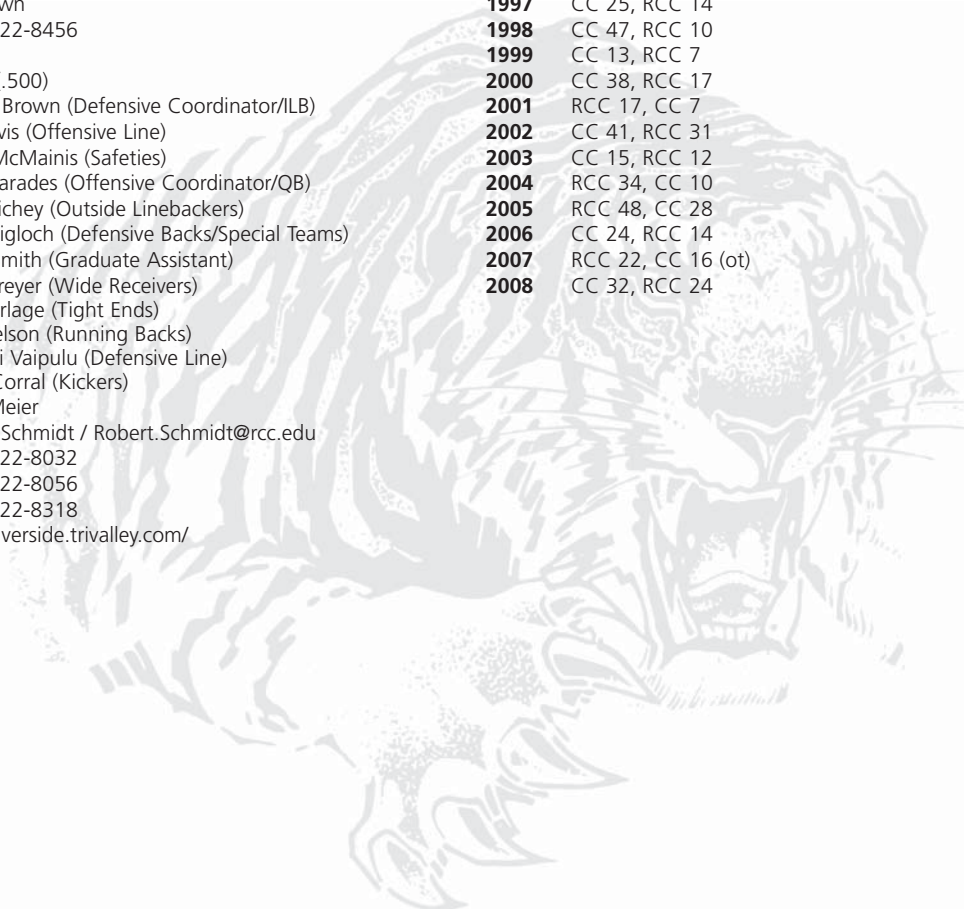 wn
22-8456
.500)
Brown (Defensive Coordinator/ILB)
vis (Offensive Line)
McMainis (Safeties)
arades (Offensive Coordinator/QB)
ichey (Outside Linebackers)
igloch (Defensive Backs/Special Teams)
mith (Graduate Assistant)
reyer (Wide Receivers)
rlage (Tight Ends)
elson (Running Backs)
i Vaipulu (Defensive Line)
Corral (Kickers)
Meier
Schmidt / Robert.Schmidt@rcc.edu
22-8032
22-8056
22-8318
verside.trivalley.com/
1997 CC 25, RCC 14
1998 CC 47, RCC 10
1999 CC 13, RCC 7
2000 CC 38, RCC 17
2001 RCC 17, CC 7
2002 CC 41, RCC 31
2003 CC 15, RCC 12
2004 RCC 34, CC 10
2005 RCC 48, CC 28
2006 CC 24, RCC 14
2007 RCC 22, CC 16 (ot)
2008 CC 32, RCC 24